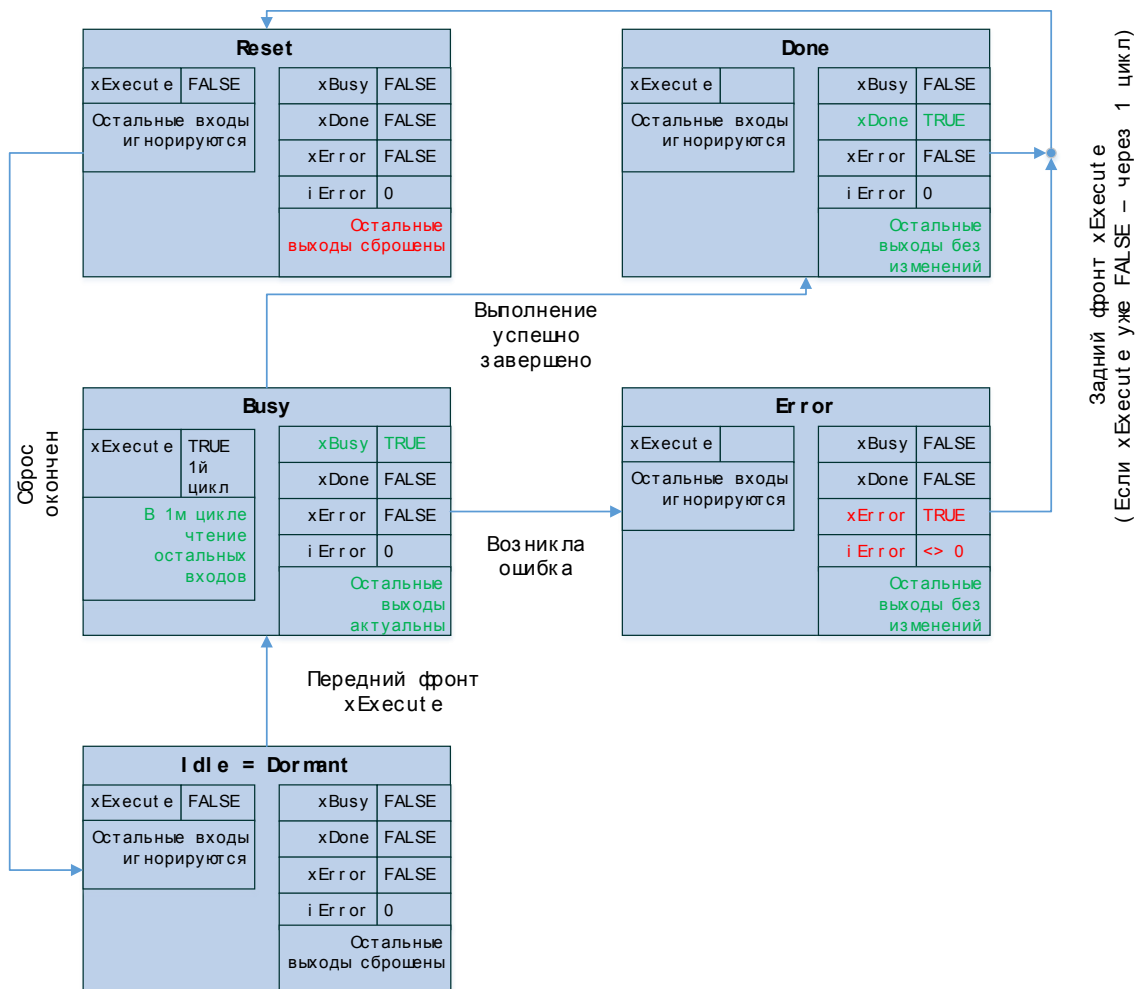 Reset
xExecute FALSE
Остальные входы
игнорируются
xBusy FALSE
xDone FALSE
xError FALSE
iError 0
Остальные
выходы сброшены
Done
xExecute
Остальные входы
игнорируются
xBusy FALSE
xDone TRUE
xError FALSE
iError 0
Остальные
выходы без
изменений
Задний фронт xExecute
(Если xExecute уже FALSE – через 1 цикл)
Выполнение
успешно
завершено
Сброс
окончен
Busy
xExecute TRUE
1й
цикл
В 1м цикле
чтение
остальных
входов
xBusy TRUE
xDone FALSE
xError FALSE
iError 0
Остальные
выходы
актуальны
Возникла
ошибка
Error
xExecute
Остальные входы
игнорируются
xBusy FALSE
xDone FALSE
xError TRUE
iError <> 0
Остальные
выходы без
изменений
Передний фронт
xExecute
Idle = Dormant
xExecute FALSE
Остальные входы
игнорируются
xBusy FALSE
xDone FALSE
xError FALSE
iError 0
Остальные
выходы сброшены